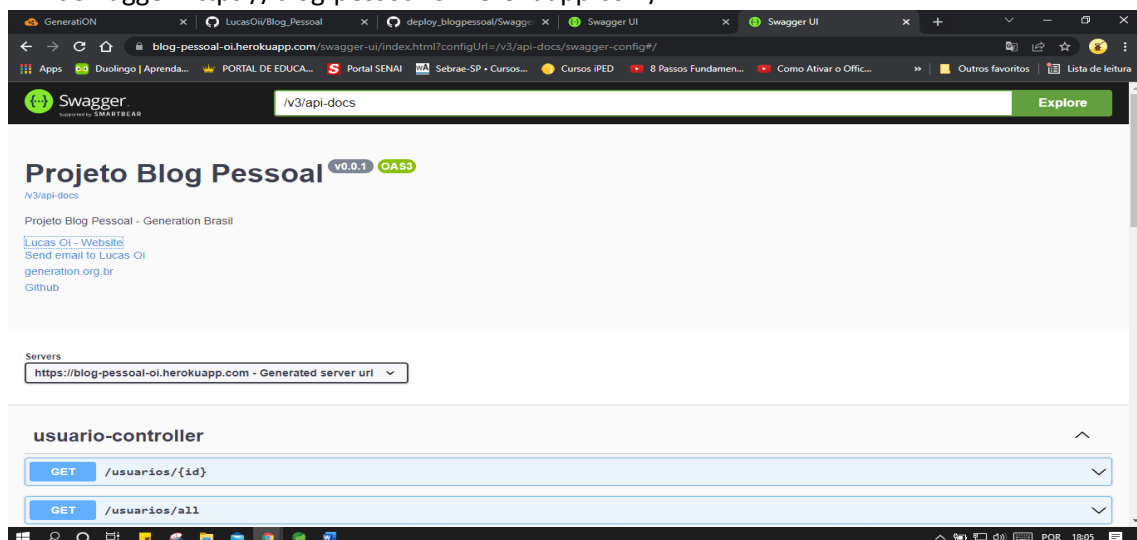 GeneratiON
LucasOii/Blog_Pessoal
deploy_blogpessoal/Swagge
Swagger UI
Swagger UI
blog-pessoal-oi.herokuapp.com/swagger-ui/index.html?configUrl=/v3/api-docs/swagger-config#/
Apps
Duolingo | Aprenda...
PORTAL DE EDUCA...
Portal SENAI
Sebrae-SP • Cursos...
Cursos iPED
8 Passos Fundamen...
Como Ativar o Offic...
»
Outros favoritos
Lista de leitura
Swagger
Supported by SMARTBEAR
/v3/api-docs
Explore
Projeto Blog Pessoal v0.0.1 OAS3
/v3/api-docs
Projeto Blog Pessoal - Generation Brasil
Lucas Oi - Website
Send email to Lucas Oi
generation.org.br
Github
Servers
https://blog-pessoal-oi.herokuapp.com - Generated server url
usuario-controller
GET /usuarios/{id}
GET /usuarios/all
POR 18:05